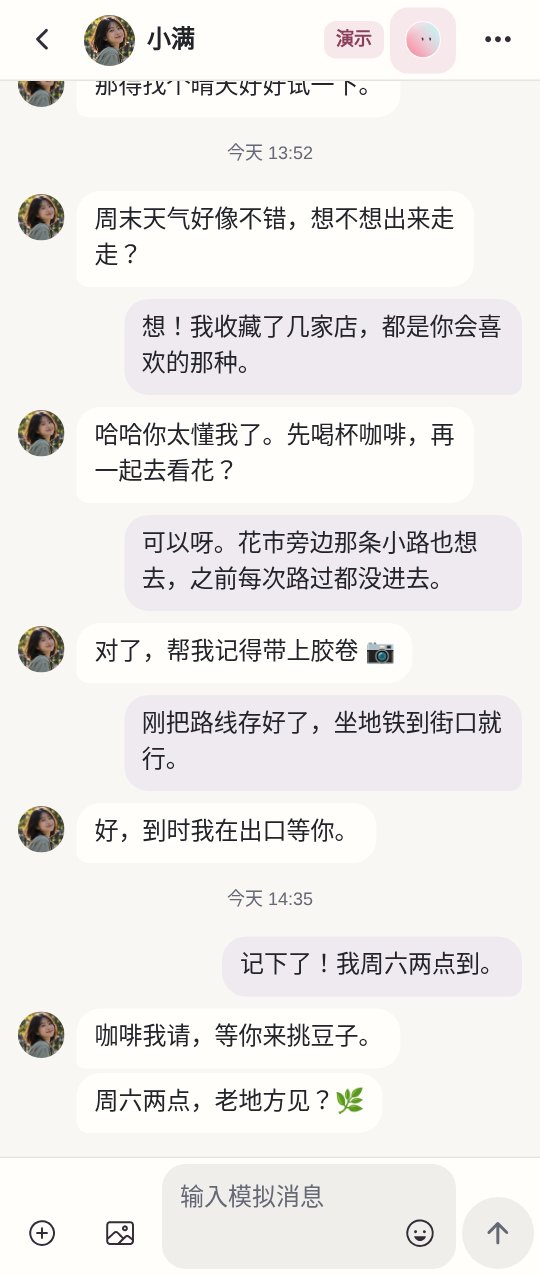 小满
演示
那得找个晴天好好试一下。
今天 13:52
周末天气好像不错，想不想出来走
走？
想！我收藏了几家店，都是你会喜
欢的那种。
哈哈你太懂我了。先喝杯咖啡，再
一起去看花？
可以呀。花市旁边那条小路也想
去，之前每次路过都没进去。
对了，帮我记得带上胶卷 📷
刚把路线存好了，坐地铁到街口就
行。
好，到时我在出口等你。
今天 14:35
记下了！我周六两点到。
咖啡我请，等你来挑豆子。
周六两点，老地方见？🌿
输入模拟消息